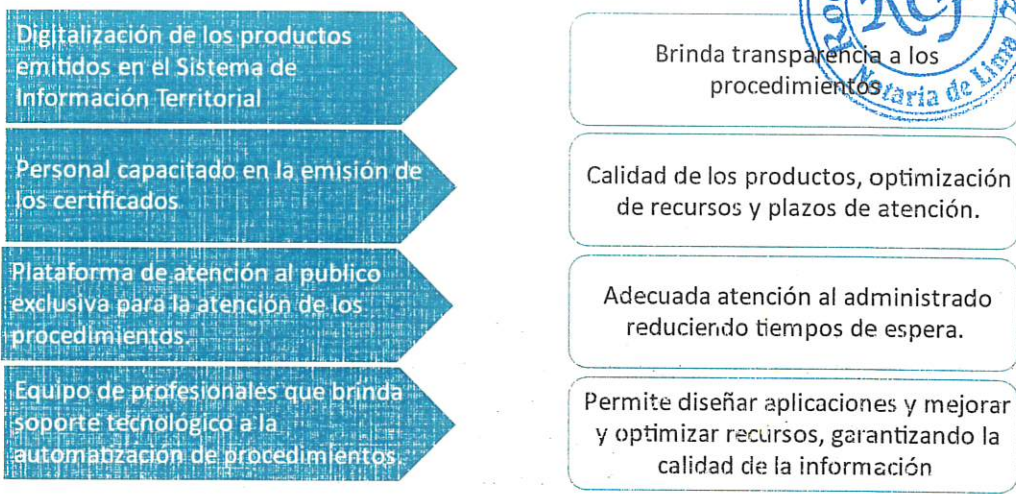 Digitalización de los productos
emitidos en el Sistema de
Información Territorial
Brinda transparencia a los
procedimientos
RCF
Notaria de Lima
Personal capacitado en la emisión de
los certificados
Calidad de los productos, optimización
de recursos y plazos de atención.
Plataforma de atención al publico
exclusiva para la atención de los
procedimientos.
Adecuada atención al administrado
reduciendo tiempos de espera.
Equipo de profesionales que brinda
soporte tecnológico a la
automatización de procedimientos.
Permite diseñar aplicaciones y mejorar
y optimizar recursos, garantizando la
calidad de la información